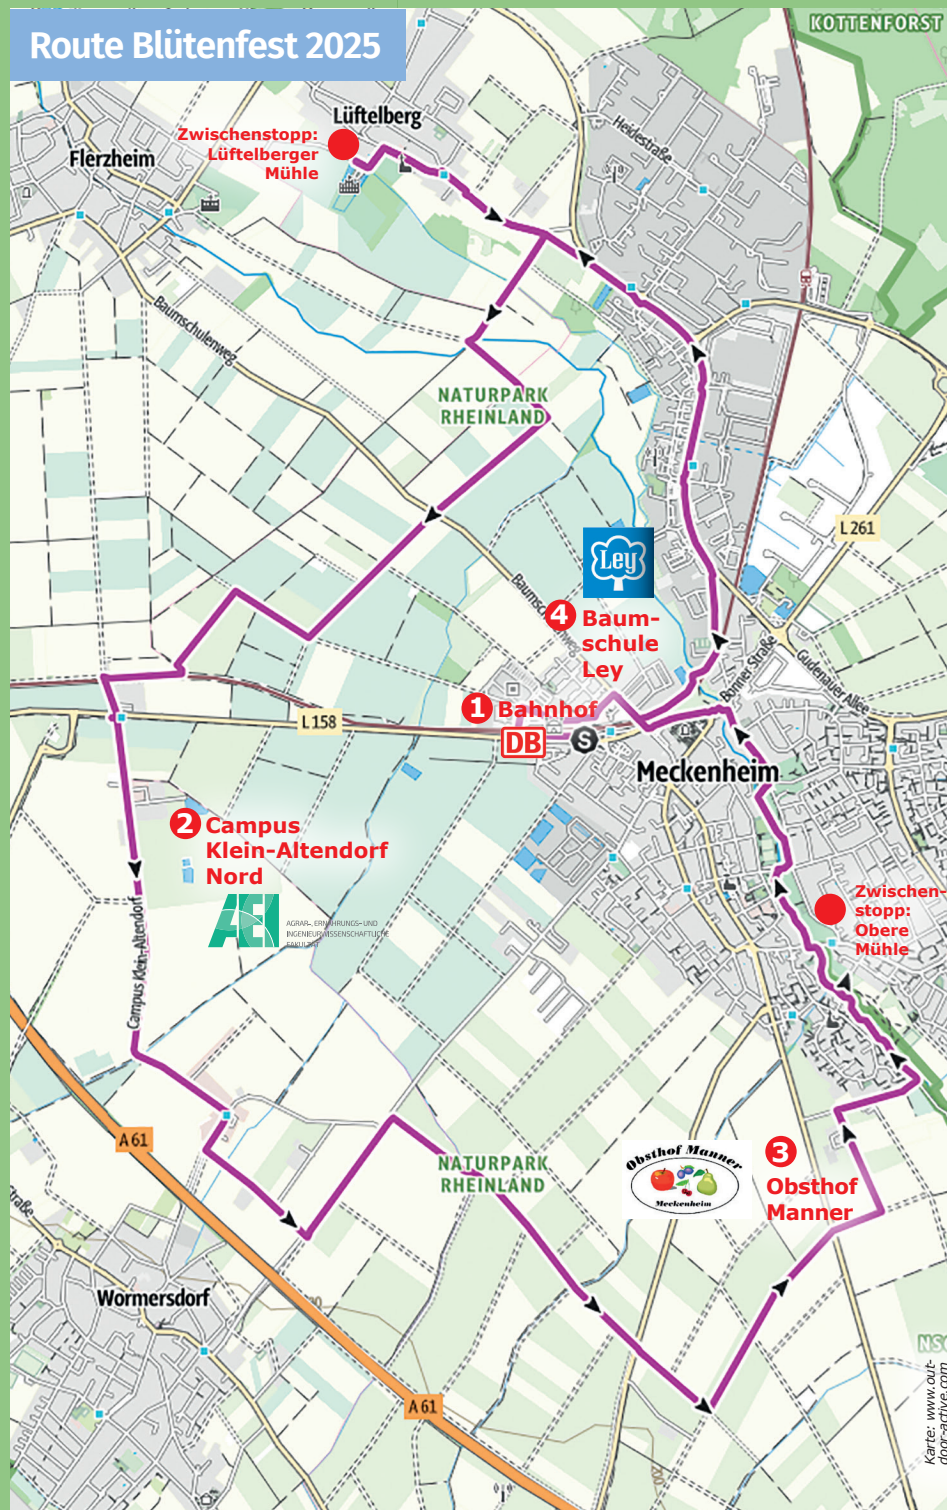 Route Blütenfest 2025
KOTTENFORST
Lüftelberg
Zwischenstopp:
Lüftelberger
Mühle
Flerzheim
Heidestraße
Baumschulenweg
NATURPARK
RHEINLAND
L 261
Ley
4 Baum-
schule
Ley
Bonner Straße
Gudenauer Allee
1 Bahnhof
L 158
DB
S
Meckenheim
2 Campus
Klein-Altendorf
Nord
AEI
AGRAR-, ERNÄHRUNGS- UND
INGENIEURWISSENSCHAFTLICHE
FAKULTÄT
Zwischen-
stopp:
Obere
Mühle
Campus Klein-Altendorf
A 61
NATURPARK
RHEINLAND
Obsthof Manner
Meckenheim
3
Obsthof
Manner
Wormersdorf
A 61
200
Karte: www.out-
door-active.com